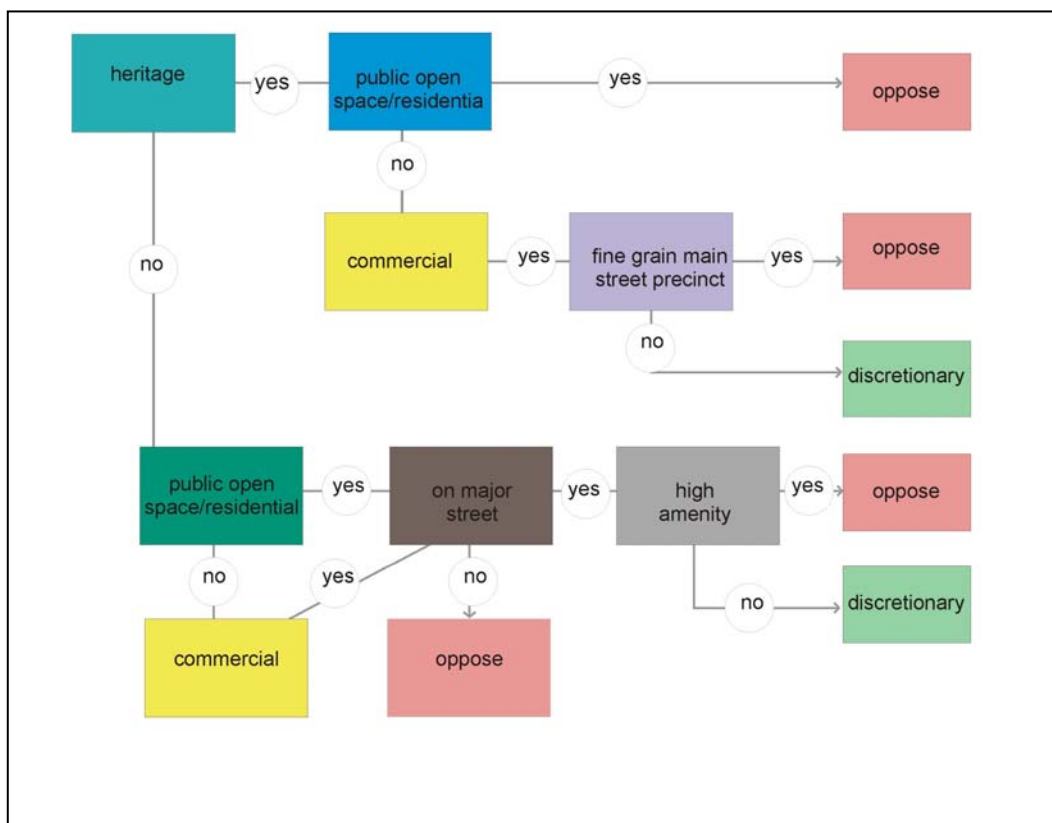 heritage
yes
public open
space/residentia
yes
oppose
no
commercial
yes
fine grain main
street precinct
yes
oppose
no
no
discretionary
public open
space/residential
yes
on major
street
yes
high
amenity
yes
oppose
no
yes
no
no
discretionary
commercial
oppose